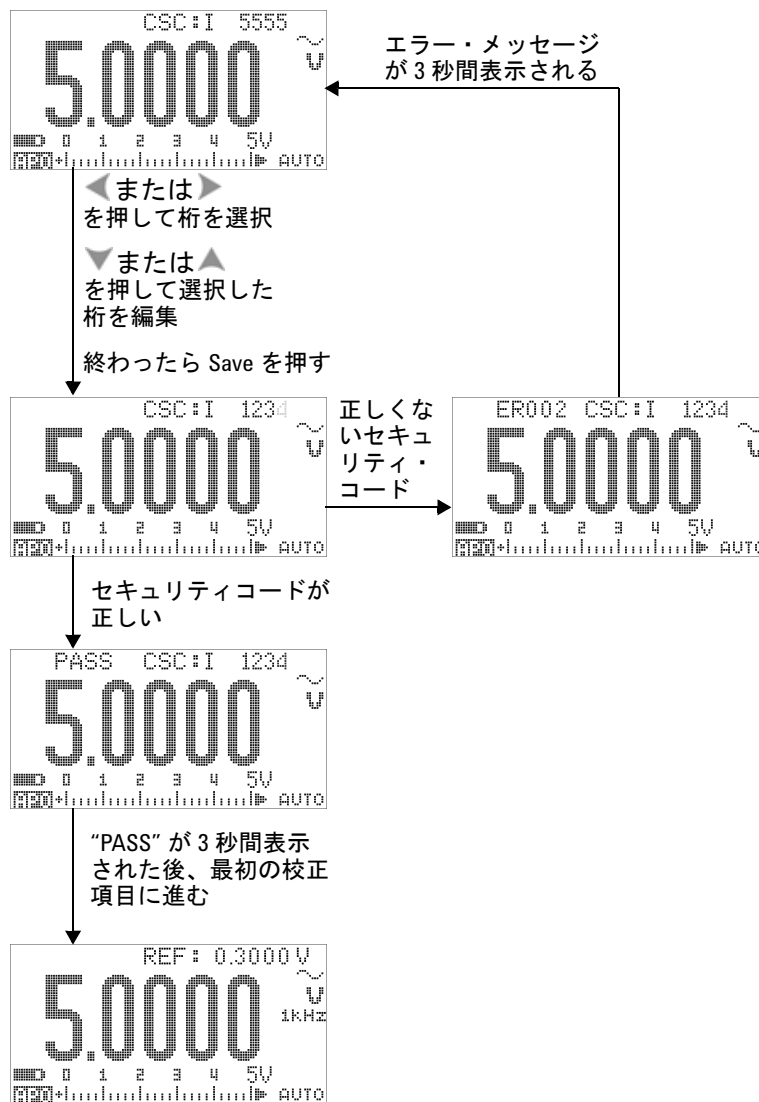 CSC:I 5555
5.0000
V
0 1 2 3 4 5V
APO AUTO
エラー・メッセージ
が 3 秒間表示される
または
を押して桁を選択
または
を押して選択した
桁を編集
終わったら Save を押す
CSC:I 1234
5.0000
V
0 1 2 3 4 5V
APO AUTO
正しくな
いセキュ
リティ・
コード
ER002 CSC:I 1234
5.0000
V
0 1 2 3 4 5V
APO AUTO
セキュリティコードが
正しい
PASS CSC:I 1234
5.0000
V
0 1 2 3 4 5V
APO AUTO
“PASS” が 3 秒間表示
された後、最初の校正
項目に進む
REF: 0.3000 V
5.0000
V
1kHz
0 1 2 3 4 5V
APO AUTO